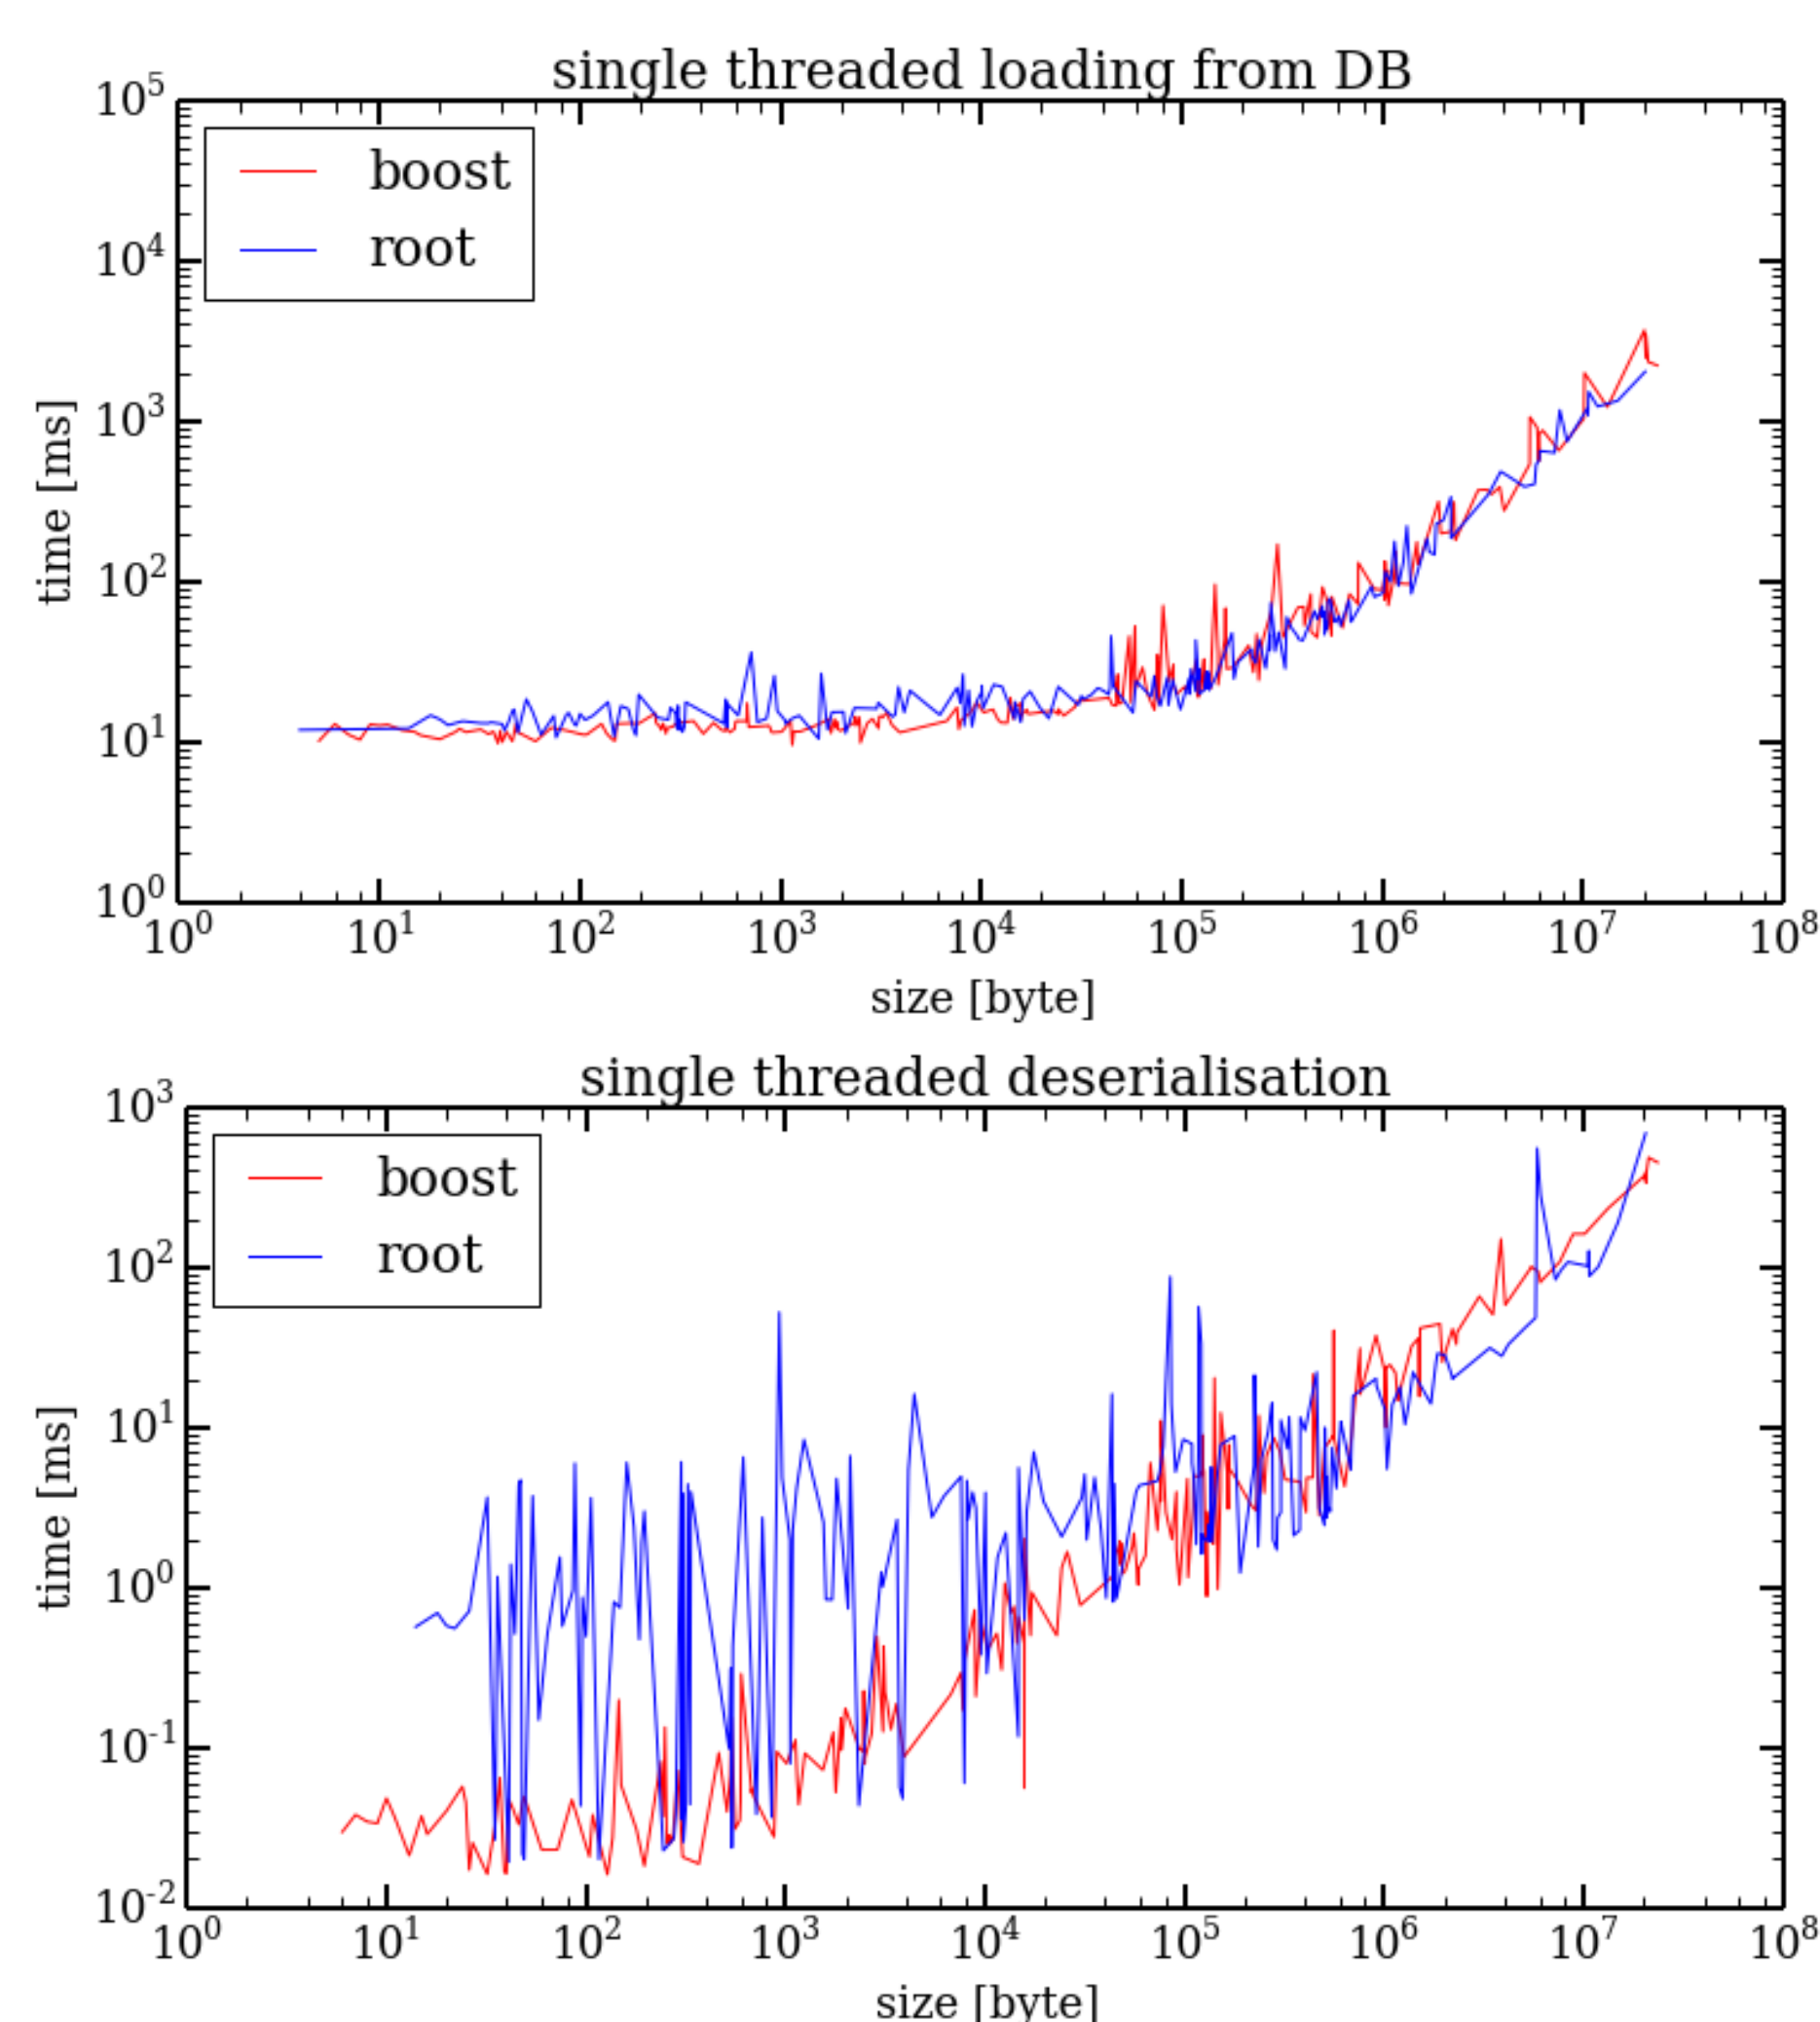 single threaded loading from DB
10^5
boost
root
10^4
10^3
10^2
10^1
10^0
time [ms]
10^0 10^1 10^2 10^3 10^4 10^5 10^6 10^7 10^8
size [byte]
single threaded deserialisation
10^3
boost
root
10^2
10^1
10^0
10^-1
10^-2
time [ms]
10^0 10^1 10^2 10^3 10^4 10^5 10^6 10^7 10^8
size [byte]